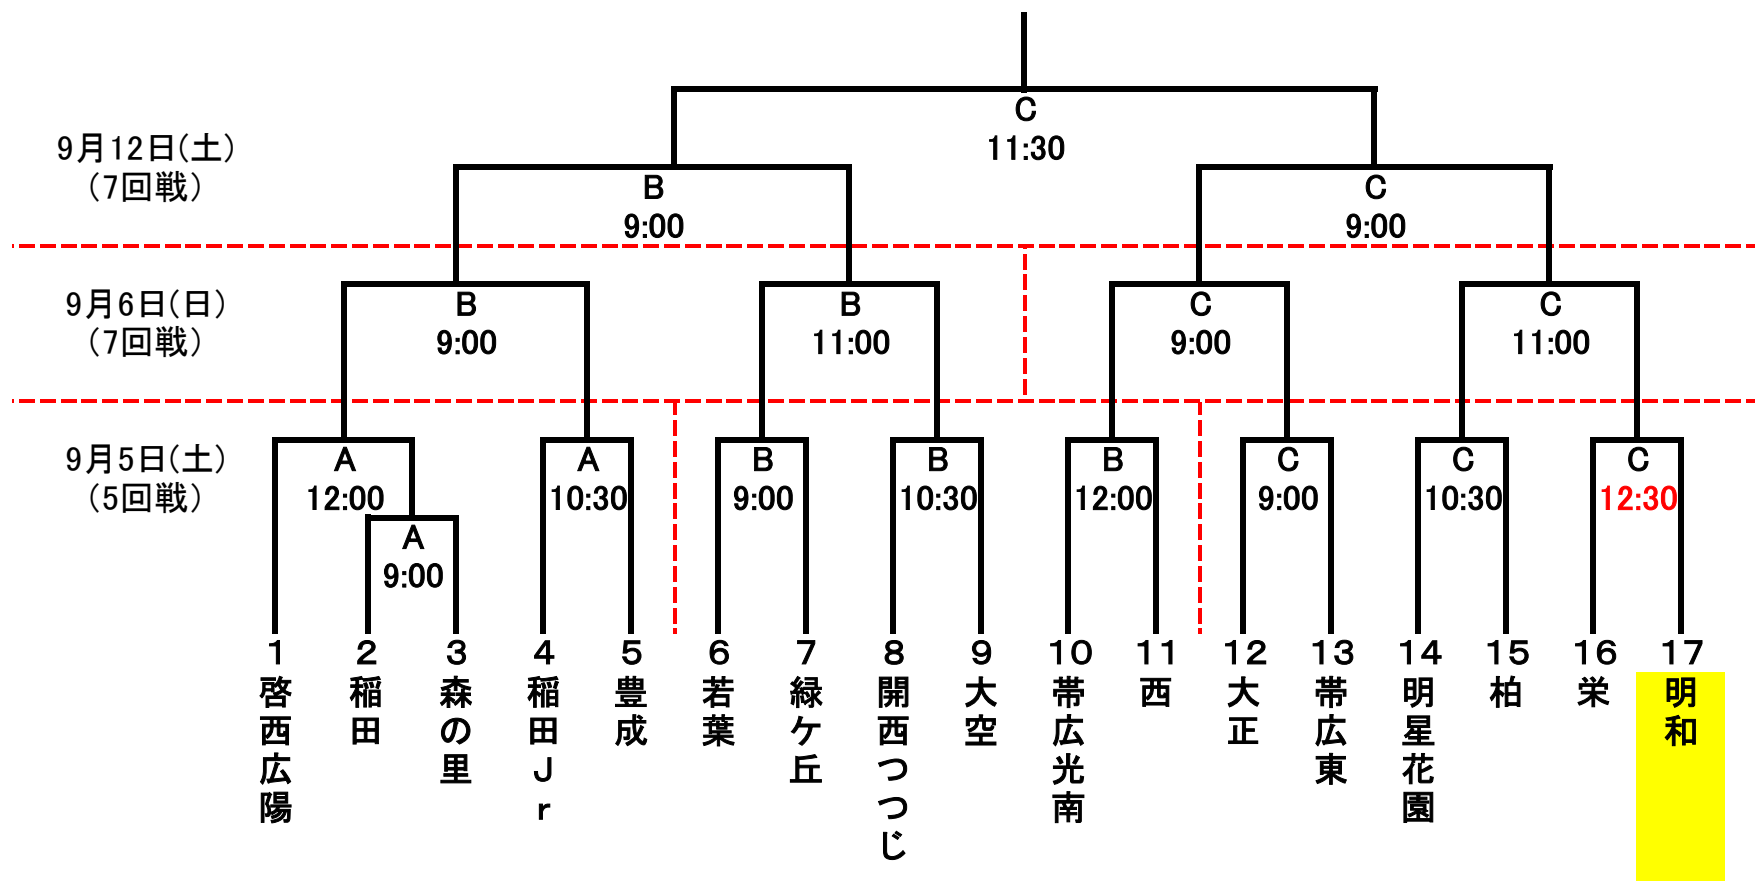 C
11:30
9月12日(土)
(7回戦)
B
9:00
C
9:00
9月6日(日)
(7回戦)
B
9:00
B
11:00
C
9:00
C
11:00
9月5日(土)
(5回戦)
A
12:00
A
10:30
B
9:00
B
10:30
B
12:00
C
9:00
C
10:30
C
12:30
A
9:00
1
啓西広陽
2
稲田
3
森の里
4
稲田Jr
5
豊成
6
若葉
7
緑ケ丘
8
開西つつじ
9
大空
10
帯広光南
11
西
12
大正
13
帯広東
14
明星花園
15
柏
16
栄
17
明和